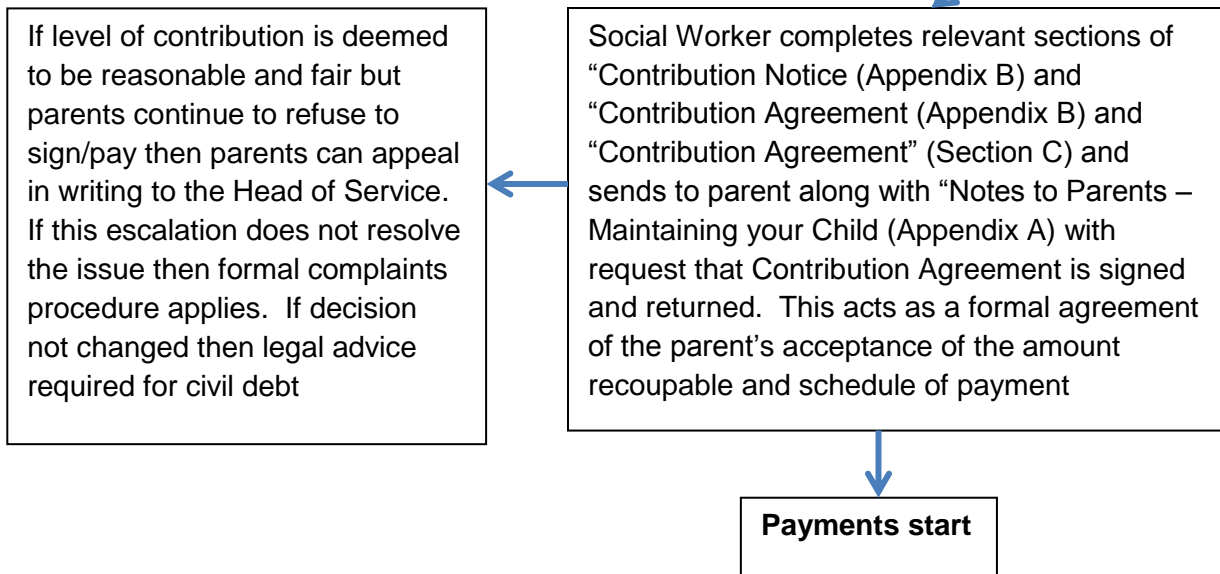 If level of contribution is deemed
to be reasonable and fair but
parents continue to refuse to
sign/pay then parents can appeal
in writing to the Head of Service.
If this escalation does not resolve
the issue then formal complaints
procedure applies.  If decision
not changed then legal advice
required for civil debt
Social Worker completes relevant sections of
“Contribution Notice (Appendix B) and
“Contribution Agreement (Appendix B) and
“Contribution Agreement” (Section C) and
sends to parent along with “Notes to Parents –
Maintaining your Child (Appendix A) with
request that Contribution Agreement is signed
and returned.  This acts as a formal agreement
of the parent’s acceptance of the amount
recoupable and schedule of payment
Payments start